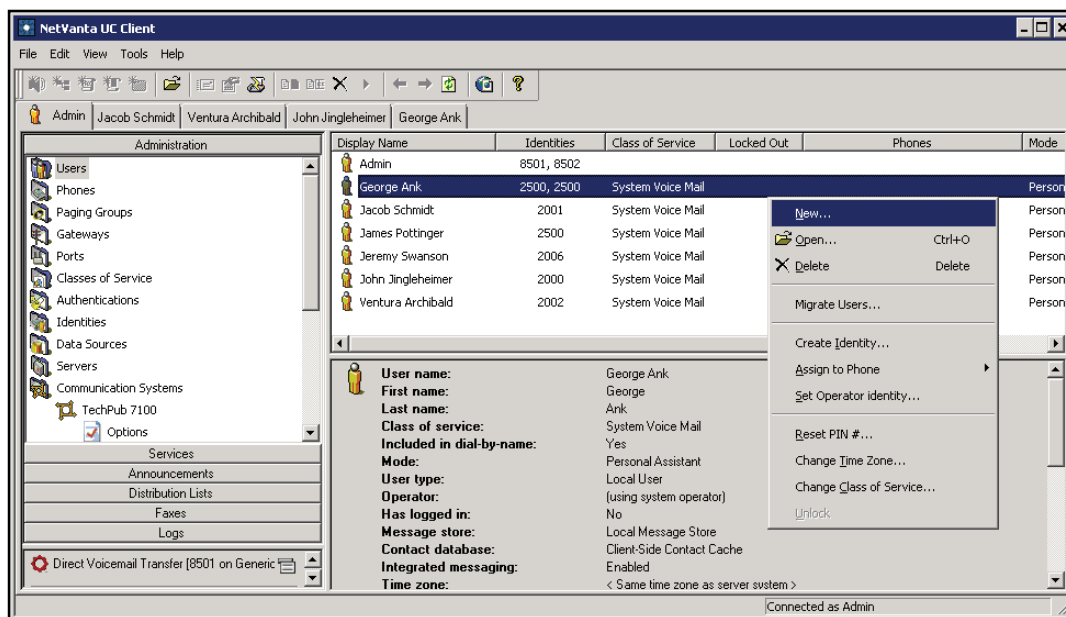 NetVanta UC Client
File Edit View Tools Help
Admin Jacob Schmidt Ventura Archibald John Jingleheimer George Ank
Administration
Users
Phones
Paging Groups
Gateways
Ports
Classes of Service
Authentications
Identities
Data Sources
Servers
Communication Systems
TechPub 7100
Options
Services
Announcements
Distribution Lists
Faxes
Logs
Direct Voicemail Transfer [8501 on Generic
Display Name Identities Class of Service Locked Out Phones Mode
Admin 8501, 8502
George Ank 2500, 2500 System Voice Mail Person
Jacob Schmidt 2001 System Voice Mail Person
James Pottinger 2500 System Voice Mail Person
Jeremy Swanson 2006 System Voice Mail Person
John Jingleheimer 2000 System Voice Mail Person
Ventura Archibald 2002 System Voice Mail Person
New...
Open... Ctrl+O
Delete Delete
Migrate Users...
Create Identity...
Assign to Phone
Set Operator identity...
Reset PIN #...
Change Time Zone...
Change Class of Service...
Unlock
User name: George Ank
First name: George
Last name: Ank
Class of service: System Voice Mail
Included in dial-by-name: Yes
Mode: Personal Assistant
User type: Local User
Operator: (using system operator)
Has logged in: No
Message store: Local Message Store
Contact database: Client-Side Contact Cache
Integrated messaging: Enabled
Time zone: < Same time zone as server system >
Connected as Admin